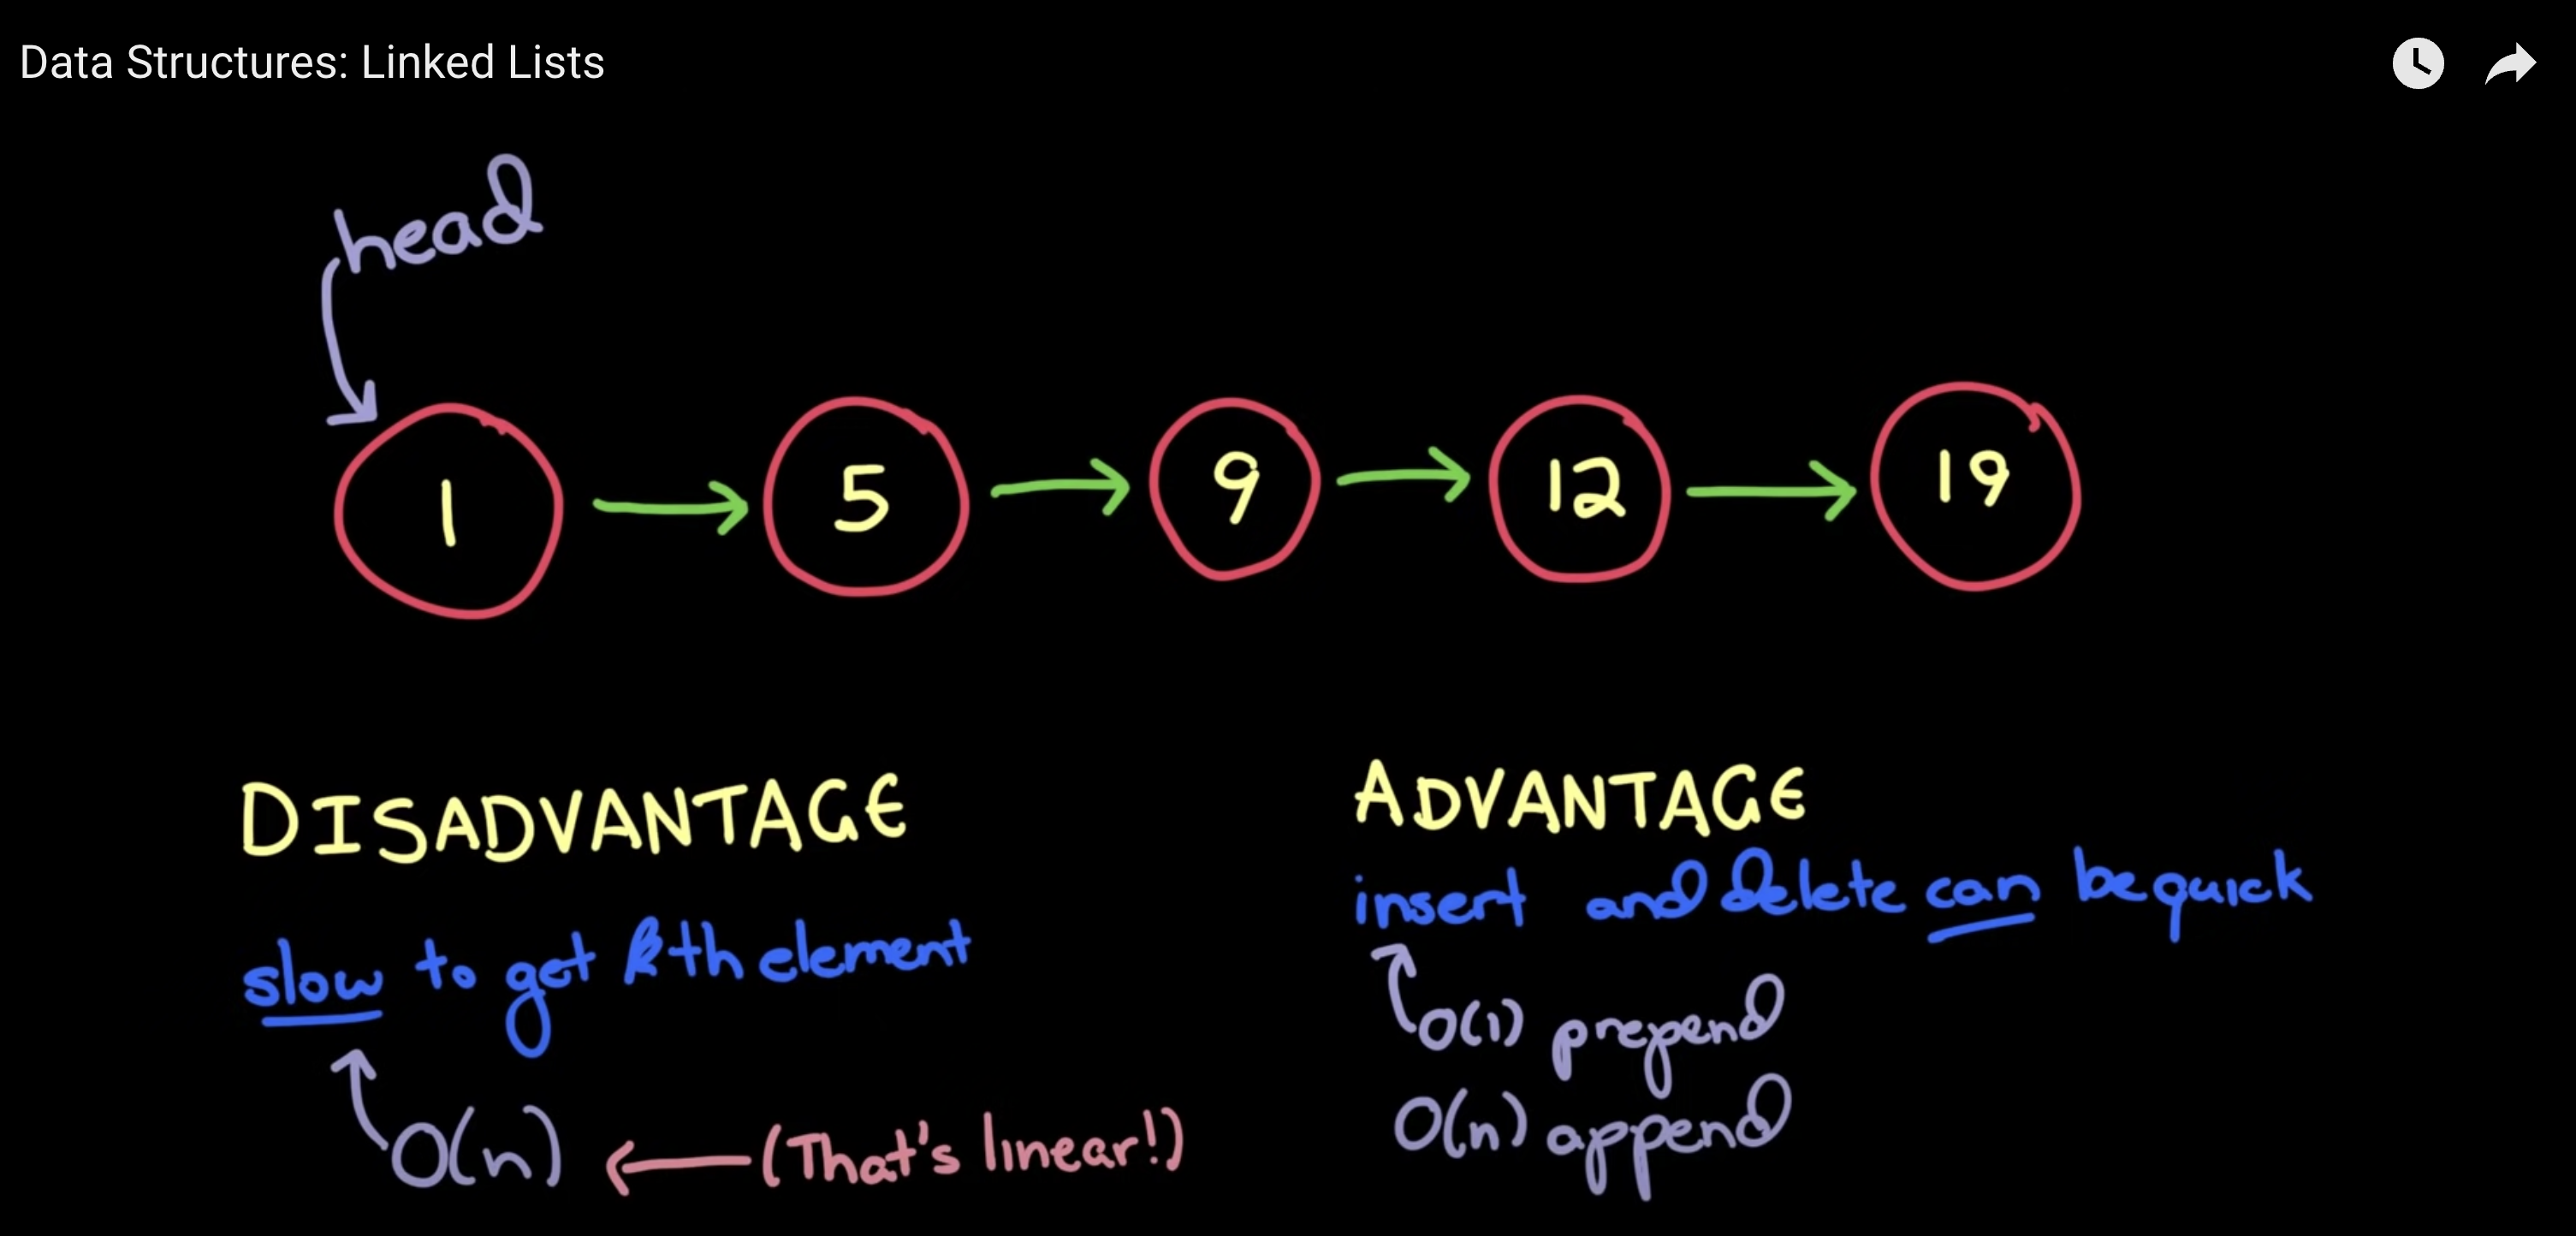 Data Structures: Linked Lists
head
1 5 9 12 19
DISADVANTAGE
slow to get kth element
O(n) (That's linear!)
ADVANTAGE
insert and delete can be quick
O(1) prepend
O(n) append